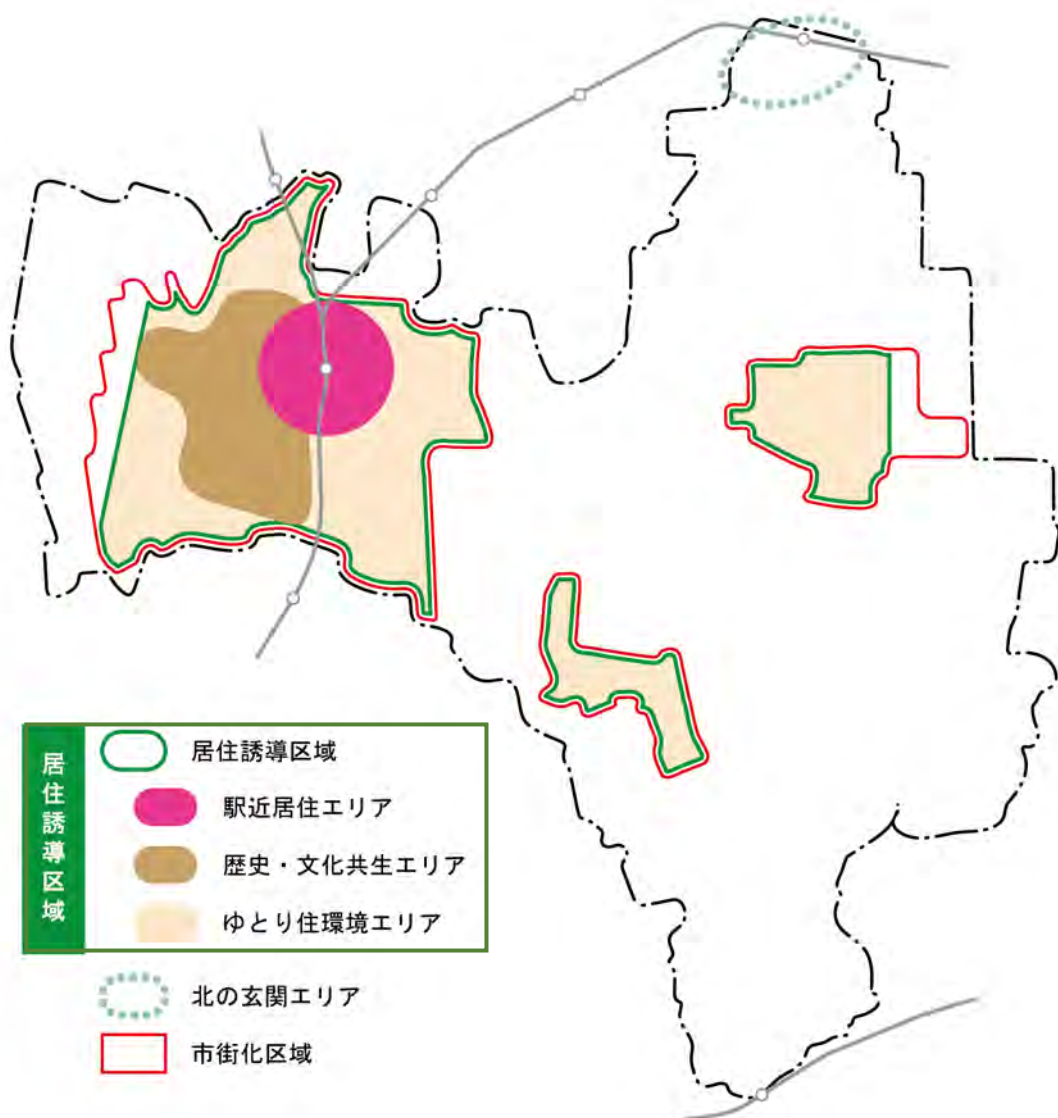 居住誘導区域
居住誘導区域
駅近居住エリア
歴史・文化共生エリア
ゆとり住環境エリア
北の玄関エリア
市街化区域